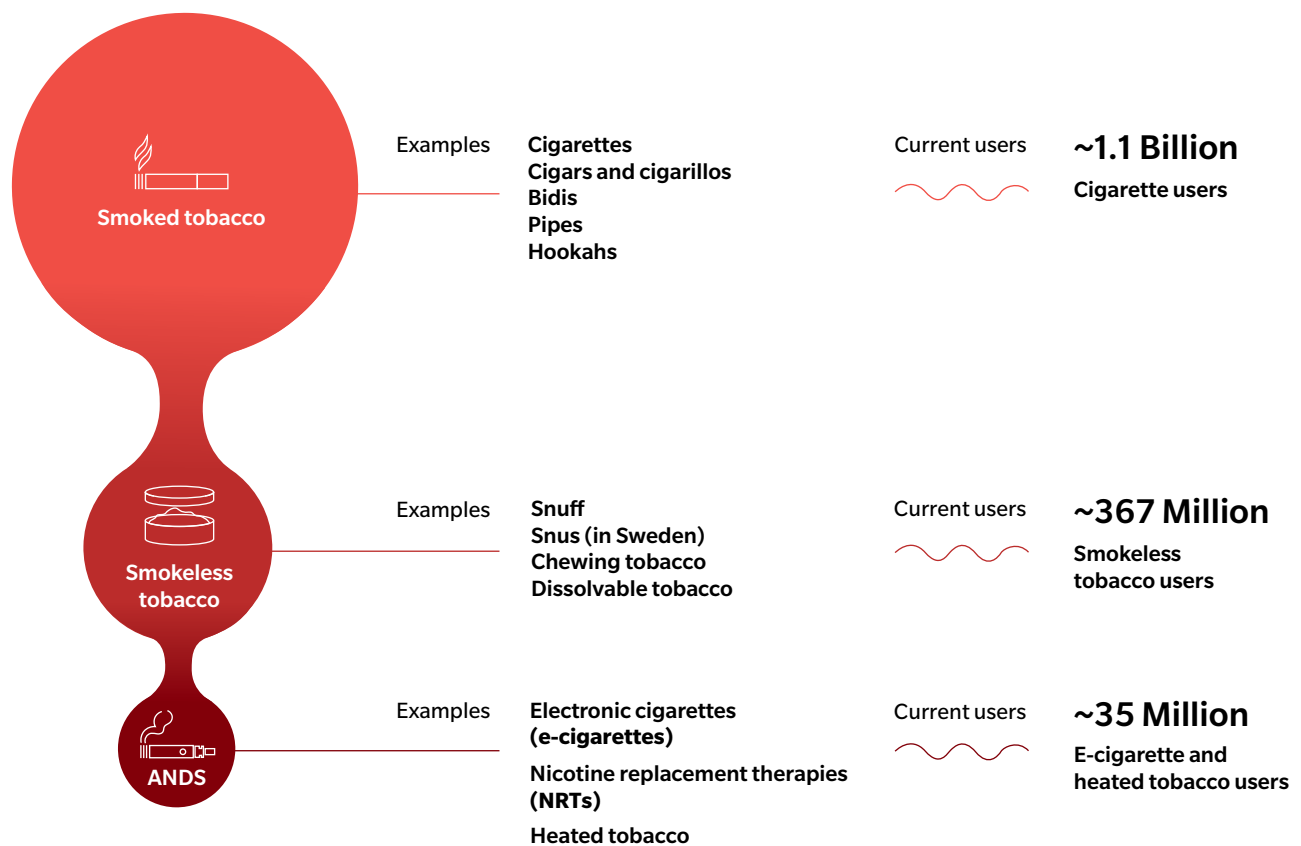 Smoked tobacco
Examples
Cigarettes
Cigars and cigarillos
Bidis
Pipes
Hookahs
Current users
~1.1 Billion
Cigarette users
Smokeless
tobacco
Examples
Snuff
Snus (in Sweden)
Chewing tobacco
Dissolvable tobacco
Current users
~367 Million
Smokeless
tobacco users
ANDS
Examples
Electronic cigarettes
(e-cigarettes)
Nicotine replacement therapies
(NRTs)
Heated tobacco
Current users
~35 Million
E-cigarette and
heated tobacco users